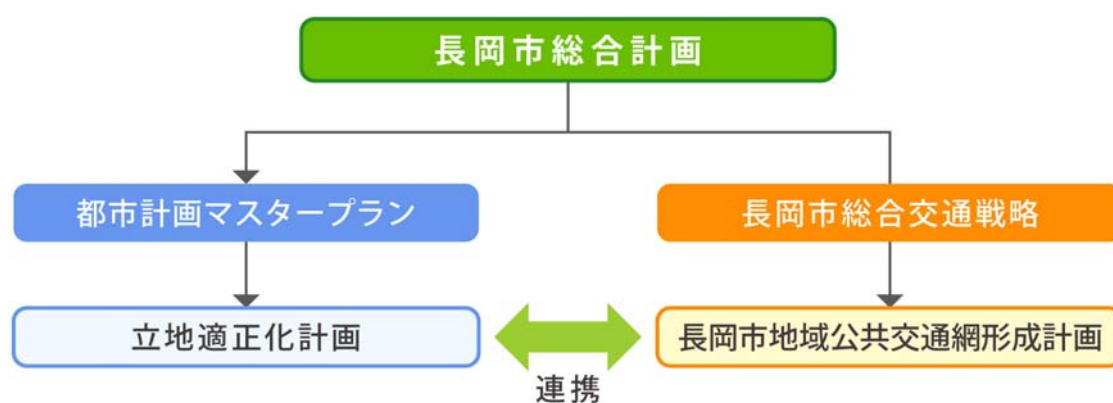 長岡市総合計画
都市計画マスタープラン
長岡市総合交通戦略
立地適正化計画
長岡市地域公共交通網形成計画
連携